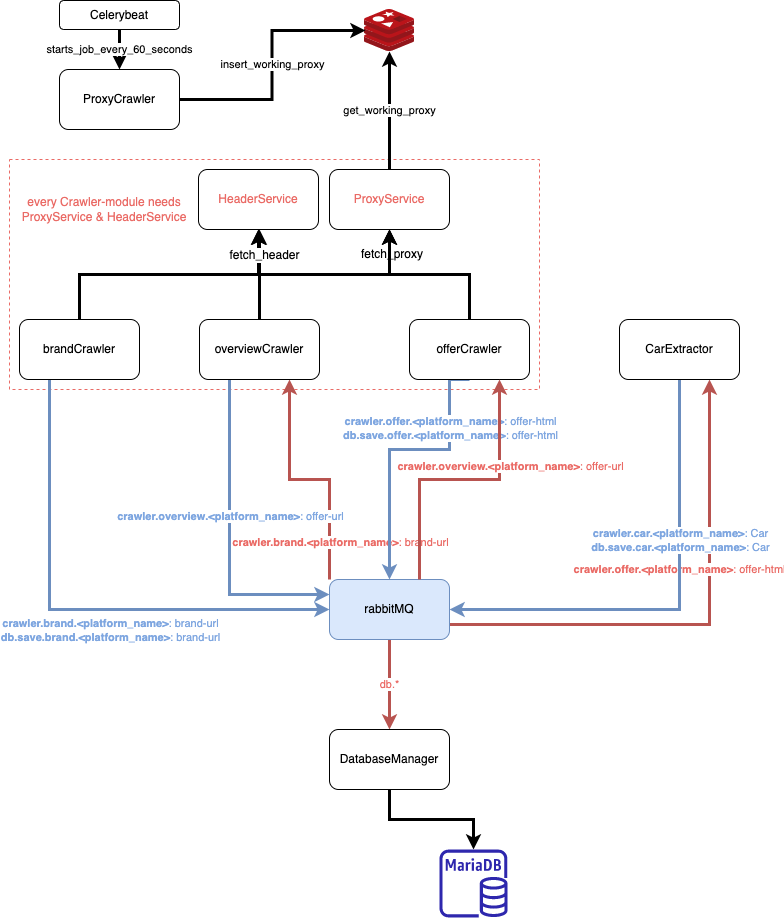 Celerybeat
starts_job_every_60_seconds
ProxyCrawler
insert_working_proxy
get_working_proxy
every Crawler-module needs
ProxyService & HeaderService
HeaderService
ProxyService
fetch_header
fetch_proxy
brandCrawler
overviewCrawler
offerCrawler
CarExtractor
crawler.offer.<platform_name>: offer-html
db.save.offer.<platform_name>: offer-html
crawler.overview.<platform_name>: offer-url
crawler.overview.<platform_name>: offer-url
crawler.brand.<platform_name>: brand-url
crawler.car.<platform_name>: Car
db.save.car.<platform_name>: Car
crawler.offer.<platform_name>: offer-html
rabbitMQ
crawler.brand.<platform_name>: brand-url
db.save.brand.<platform_name>: brand-url
db.*
DatabaseManager
MariaDB